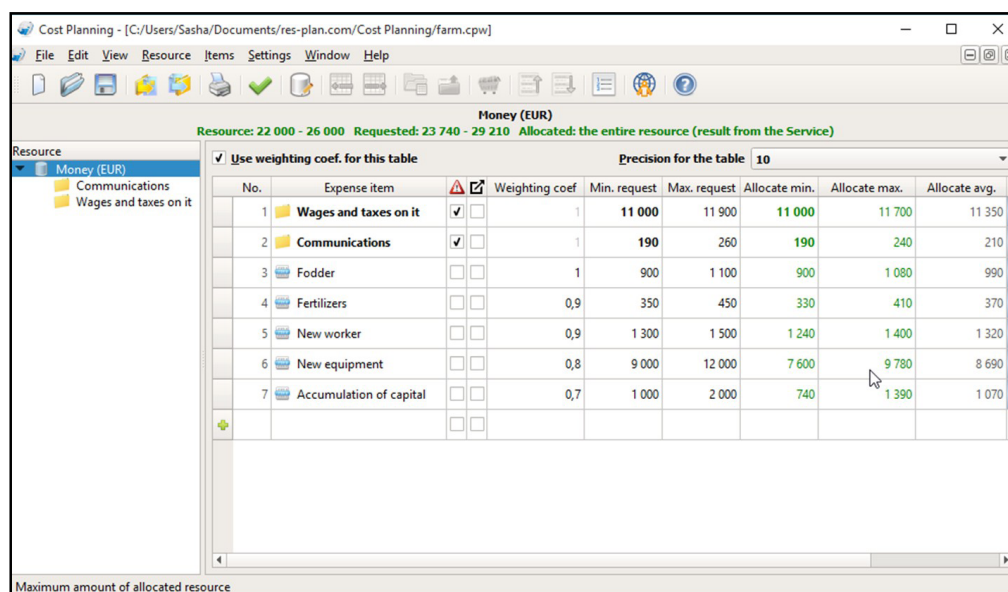 Cost Planning - [C:/Users/Sasha/Documents/res-plan.com/Cost Planning/farm.cpw]
File Edit View Resource Items Settings Window Help
Money (EUR)
Resource: 22 000 - 26 000 Requested: 23 740 - 29 210 Allocated: the entire resource (result from the Service)
Resource
Money (EUR)
Communications
Wages and taxes on it
Use weighting coef. for this table Precision for the table 10
No. Expense item Weighting coef Min. request Max. request Allocate min. Allocate max. Allocate avg.
1 Wages and taxes on it 1 11 000 11 900 11 000 11 700 11 350
2 Communications 1 190 260 190 240 210
3 Fodder 1 900 1 100 900 1 080 990
4 Fertilizers 0,9 350 450 330 410 370
5 New worker 0,9 1 300 1 500 1 240 1 400 1 320
6 New equipment 0,8 9 000 12 000 7 600 9 780 8 690
7 Accumulation of capital 0,7 1 000 2 000 740 1 390 1 070
Maximum amount of allocated resource